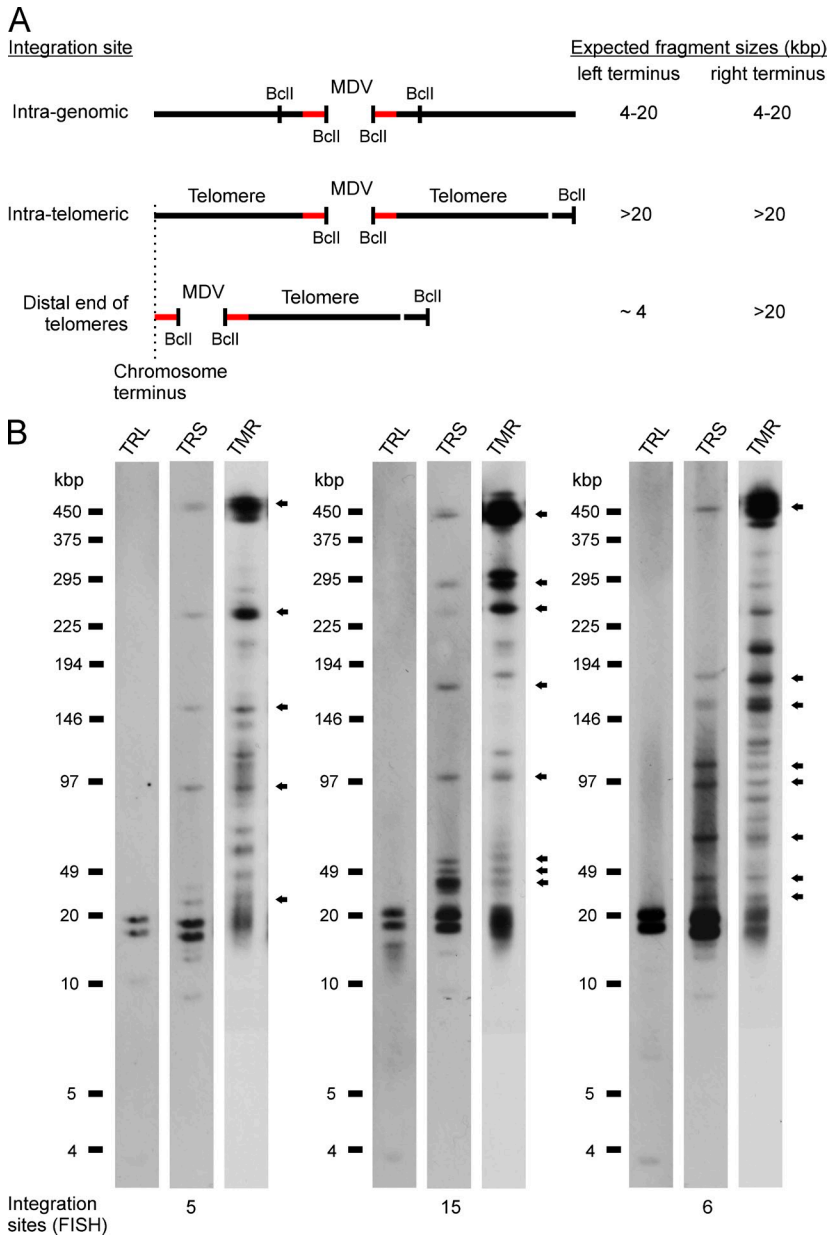 A
Integration site
Expected fragment sizes (kbp)
left terminus right terminus
Intra-genomic
BclI MDV BclI
BclI BclI
4-20 4-20
Intra-telomeric
Telomere MDV Telomere BclI
BclI BclI
>20 >20
Distal end of
telomeres
MDV Telomere BclI
BclI BclI
~ 4 >20
Chromosome
terminus
B
TRL TRS TMR
kbp
450
375
295
225
194
146
97
49
20
10
5
4
TRL TRS TMR
kbp
450
375
295
225
194
146
97
49
20
10
5
4
TRL TRS TMR
kbp
450
375
295
225
194
146
97
49
20
10
5
4
Integration
sites (FISH)
5 15 6